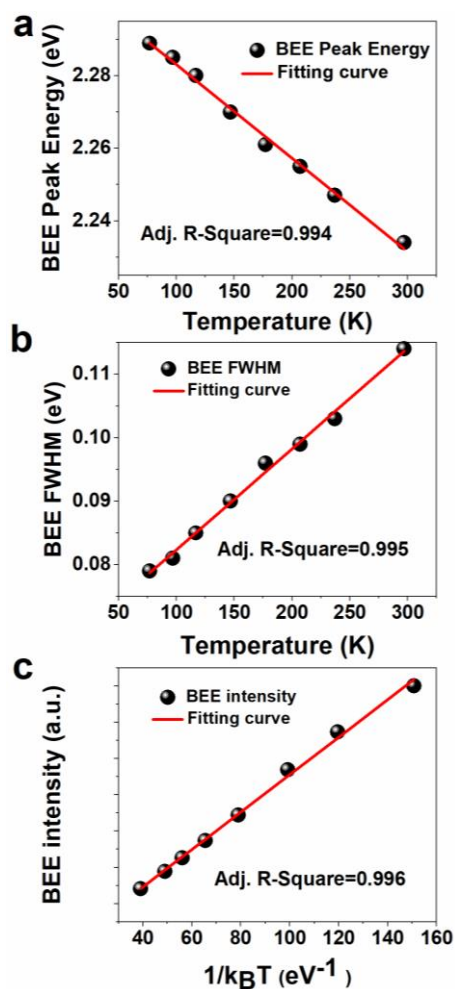 a
BEE Peak Energy (eV)
2.28
2.26
2.24
BEE Peak Energy
Fitting curve
Adj. R-Square=0.994
50 100 150 200 250 300
Temperature (K)
b
BEE FWHM (eV)
0.11
0.10
0.09
0.08
BEE FWHM
Fitting curve
Adj. R-Square=0.995
50 100 150 200 250 300
Temperature (K)
c
BEE intensity (a.u.)
BEE intensity
Fitting curve
Adj. R-Square=0.996
40 60 80 100 120 140 160
1/kBT (eV-1)